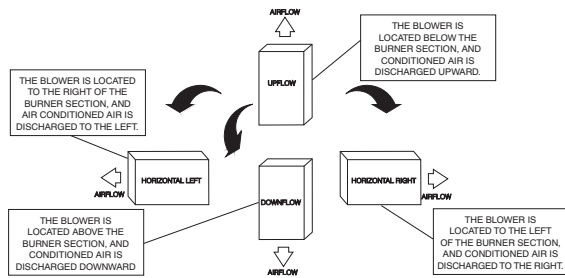 AIRFLOW
THE BLOWER IS
LOCATED BELOW THE
BURNER SECTION, AND
CONDITIONED AIR IS
DISCHARGED UPWARD.
UPFLOW
THE BLOWER IS LOCATED
TO THE RIGHT OF THE
BURNER SECTION, AND
AIR CONDITIONED AIR IS
DISCHARGED TO THE LEFT.
HORIZONTAL LEFT
AIRFLOW
HORIZONTAL RIGHT
AIRFLOW
DOWNFLOW
THE BLOWER IS
LOCATED ABOVE THE
BURNER SECTION, AND
CONDITIONED AIR IS
DISCHARGED DOWNWARD
THE BLOWER IS
LOCATED TO THE LEFT
OF THE BURNER SECTION,
AND CONDITIONED AIR IS
DISCHARGED TO THE RIGHT.
AIRFLOW